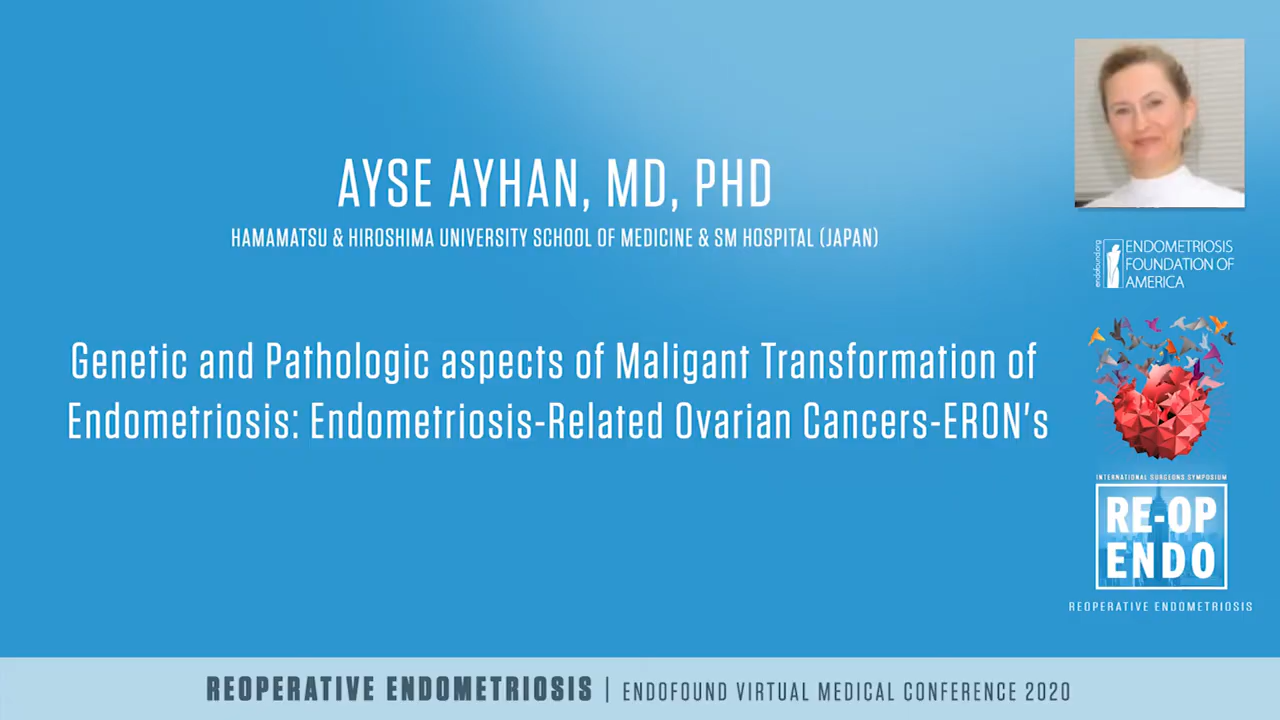 AYSE AYHAN, MD, PHD
HAMAMATSU & HIROSHIMA UNIVERSITY SCHOOL OF MEDICINE & SM HOSPITAL (JAPAN)
Genetic and Pathologic aspects of Maligant Transformation of
Endometriosis: Endometriosis-Related Ovarian Cancers-ERON's
endofound.org
ENDOMETRIOSIS
FOUNDATION OF
AMERICA
INTERNATIONAL SURGEONS SYMPOSIUM
RE-OP
ENDO
REOPERATIVE ENDOMETRIOSIS
REOPERATIVE ENDOMETRIOSIS | ENDOFOUND VIRTUAL MEDICAL CONFERENCE 2020